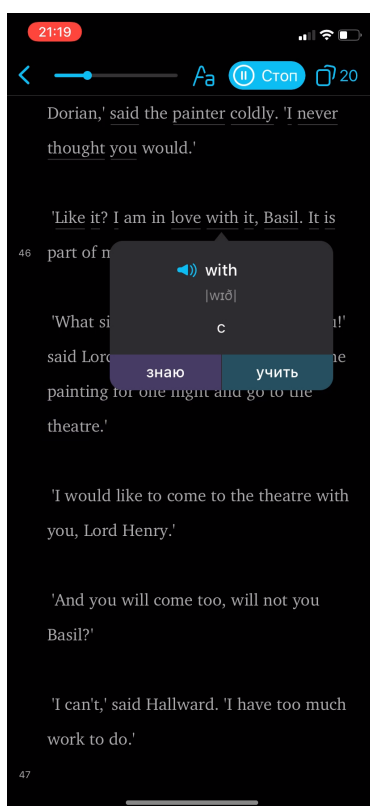 21:19
Aa Стоп 20
Dorian,' said the painter coldly. 'I never
thought you would.'
'Like it? I am in love with it, Basil. It is
46 part of
with
|wɪð|
с
'What !'
said Lord
знаю учить
painting for one night and go to the
theatre.'
'I would like to come to the theatre with
you, Lord Henry.'
'And you will come too, will not you
Basil?'
'I can't,' said Hallward. 'I have too much
work to do.'
47